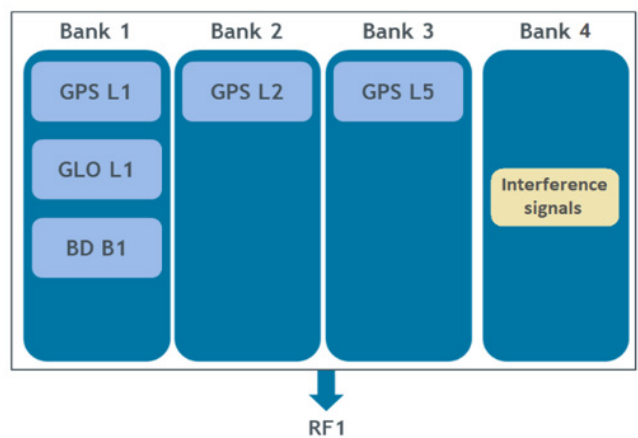 Bank 1 Bank 2 Bank 3 Bank 4
GPS L1 GPS L2 GPS L5
GLO L1
Interference
signals
BD B1
RF1